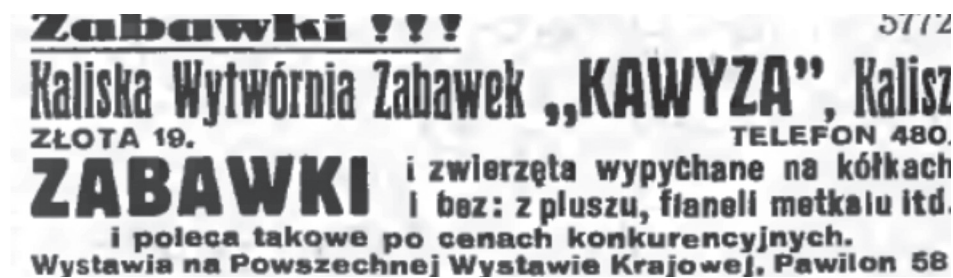 Zabawki !!! 5772
Kaliska Wytwórnia Zabawek „KAWYZA”, Kalisz
ZŁOTA 19. TELEFON 480.
ZABAWKI i zwierzęta wypychane na kółkach
i bez: z pluszu, flaneli metkalu itd.
i poleca takowe po cenach konkurencyjnych.
Wystawia na Powszechnej Wystawie Krajowej, Pawilon 58